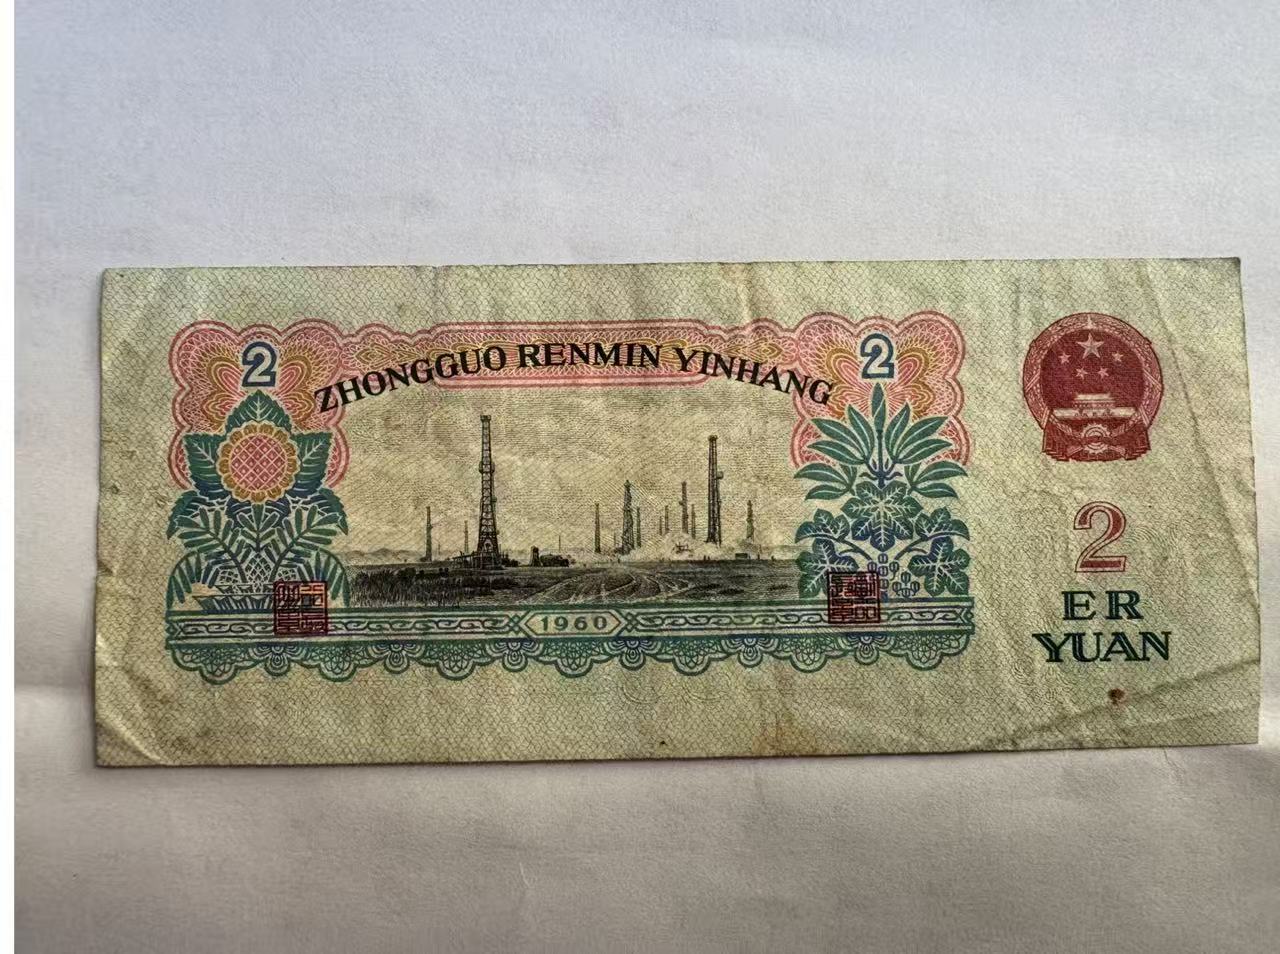 2
2
ZHONGGUO RENMIN YINHANG
1960
2
ER
YUAN